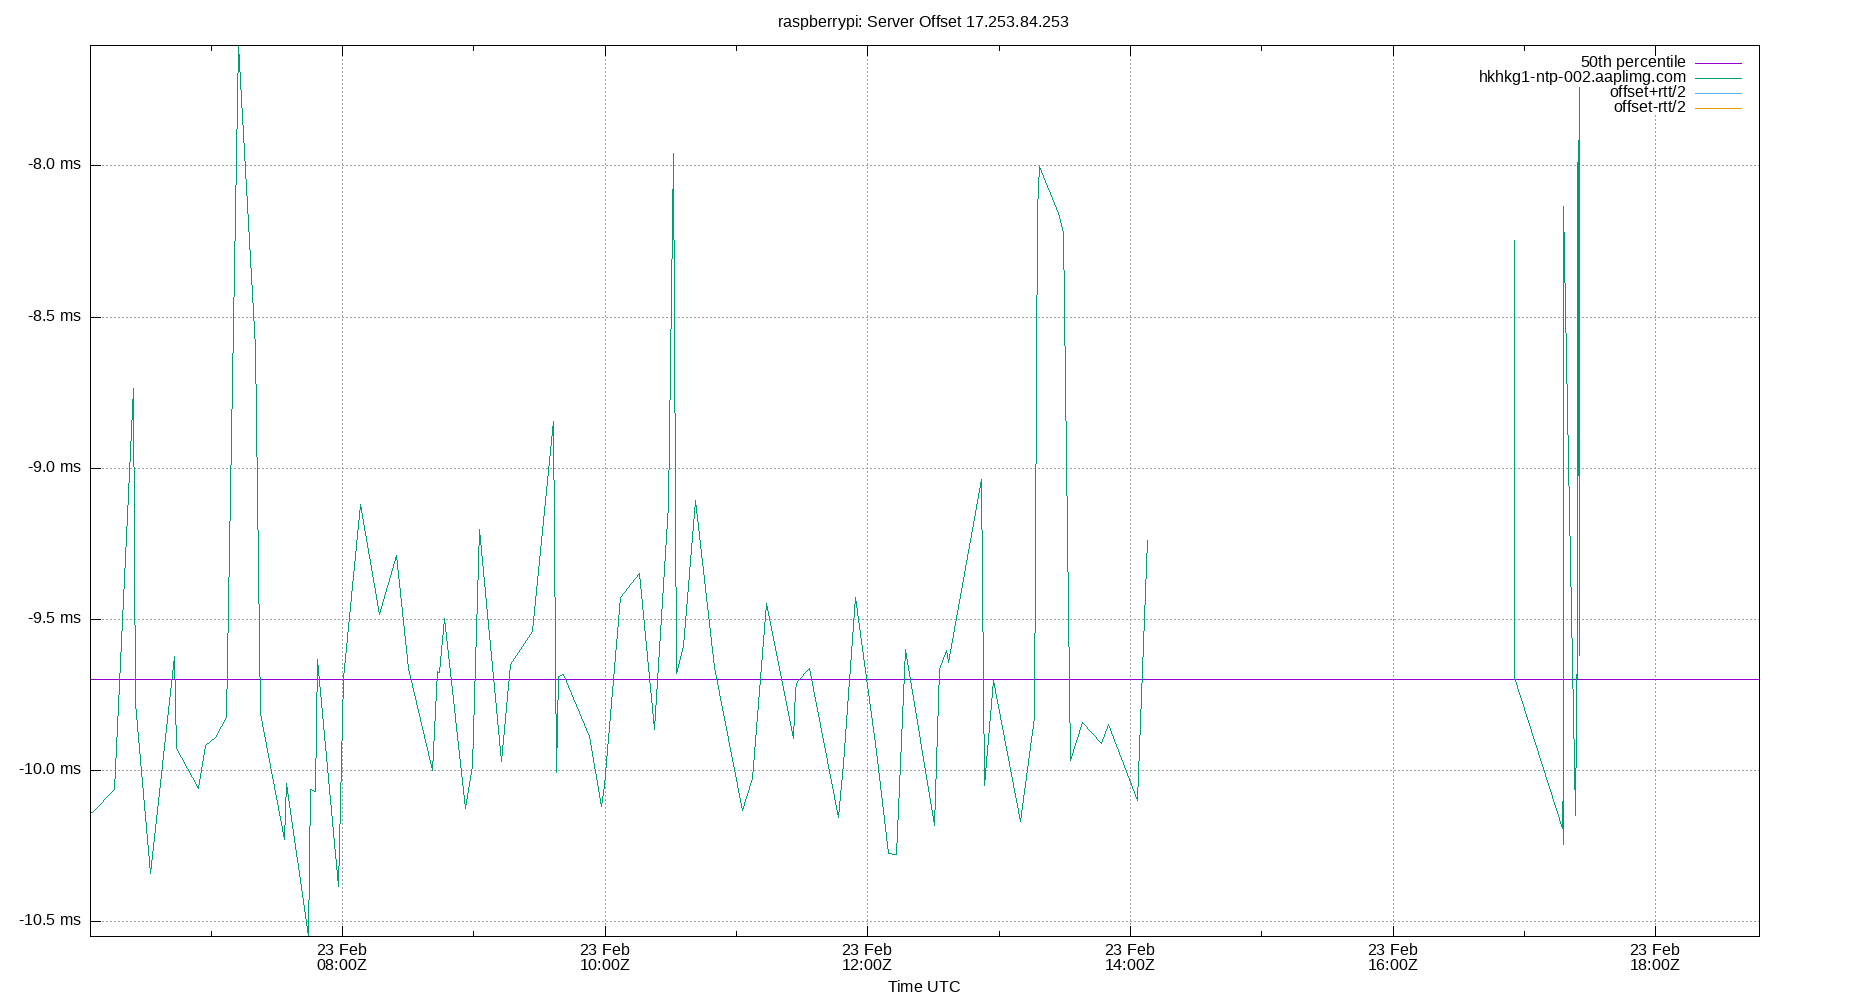 raspberrypi: Server Offset 17.253.84.253
50th percentile
hkhkg1-ntp-002.aaplimg.com
offset+rtt/2
offset-rtt/2
-8.0 ms
-8.5 ms
-9.0 ms
-9.5 ms
-10.0 ms
-10.5 ms
23 Feb 23 Feb 23 Feb 23 Feb 23 Feb 23 Feb
08:00Z 10:00Z 12:00Z 14:00Z 16:00Z 18:00Z
Time UTC